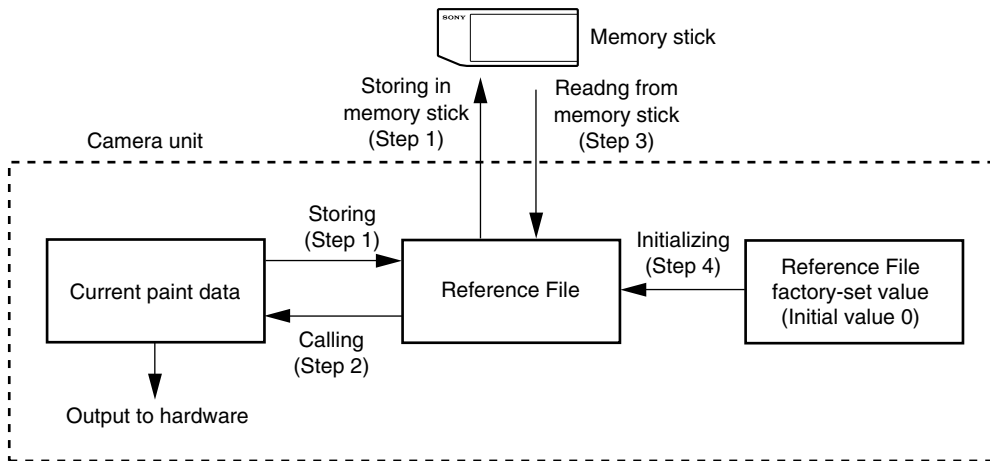 SONY
Memory stick
Storing in
memory stick
(Step 1)
Readng from
memory stick
(Step 3)
Camera unit
Storing
(Step 1)
Initializing
(Step 4)
Current paint data
Reference File
Reference File
factory-set value
(Initial value 0)
Calling
(Step 2)
Output to hardware